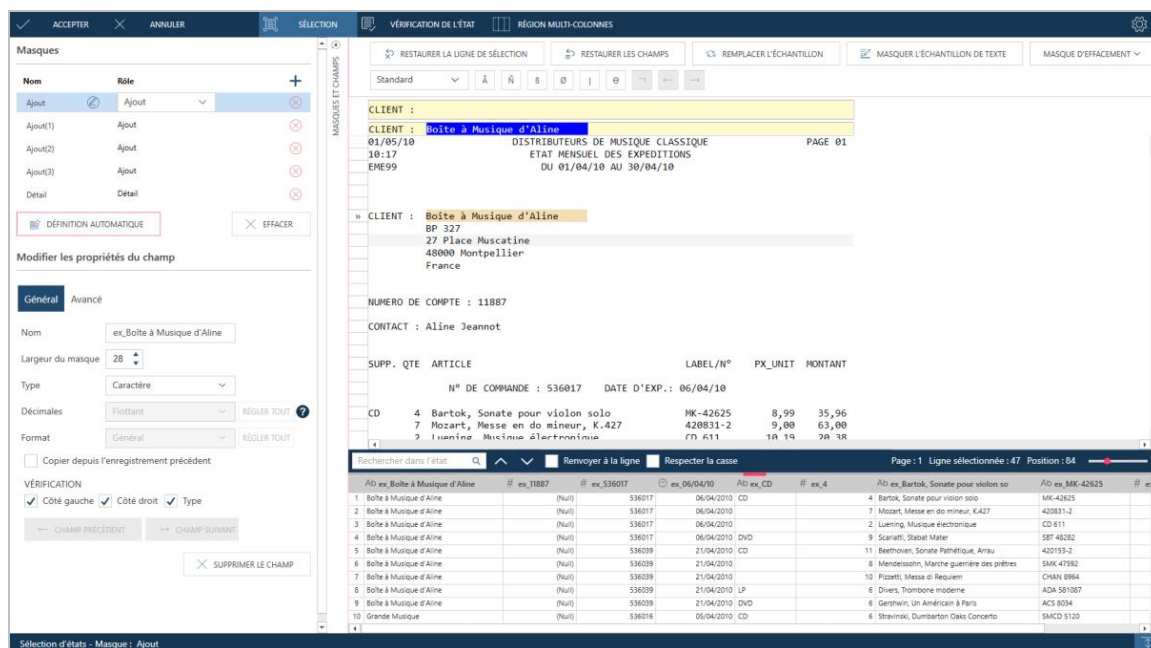 ACCEPTER ANNULER SÉLECTION VÉRIFICATION DE L'ÉTAT RÉGION MULTI-COLONNES
Masques
Nom Rôle
Ajout Ajout
Ajout(1) Ajout
Ajout(2) Ajout
Ajout(3) Ajout
Détail Détail
DÉFINITION AUTOMATIQUE EFFACER
Modifier les propriétés du champ
Général Avancé
Nom ex_Boîte à Musique d'Aline
Largeur du masque 28
Type Caractère
Décimales Flottant RÉGLER TOUT ?
Format Général RÉGLER TOUT
Copier depuis l'enregistrement précédent
VÉRIFICATION
Côté gauche Côté droit Type
CHAMP PRÉCÉDENT CHAMP SUIVANT
SUPPRIMER LE CHAMP
MASQUES ET CHAMPS
RESTAURER LA LIGNE DE SÉLECTION RESTAURER LES CHAMPS REMPLACER L'ÉCHANTILLON MASQUER L'ÉCHANTILLON DE TEXTE MASQUE D'EFFACEMENT
Standard Ã Ñ ß Ø | ɵ ¬
CLIENT :
CLIENT : Boîte à Musique d'Aline
01/05/10 DISTRIBUTEURS DE MUSIQUE CLASSIQUE PAGE 01
10:17 ETAT MENSUEL DES EXPEDITIONS
EME99 DU 01/04/10 AU 30/04/10
» CLIENT : Boîte à Musique d'Aline
BP 327
27 Place Muscatine
48000 Montpellier
France
NUMERO DE COMPTE : 11887
CONTACT : Aline Jeannot
SUPP. QTE ARTICLE LABEL/N° PX_UNIT MONTANT
N° DE COMMANDE : 536017 DATE D'EXP.: 06/04/10
CD 4 Bartok, Sonate pour violon solo MK-42625 8,99 35,96
7 Mozart, Messe en do mineur, K.427 420831-2 9,00 63,00
2 Luening, Musique électronique CD 611 10,19 20,38
Rechercher dans l'état Renvoyer à la ligne Respecter la casse Page : 1 Ligne sélectionnée : 47 Position : 84
Ab ex_Boîte à Musique d'Aline # ex_11887 # ex_536017 ex_06/04/10 Ab ex_CD # ex_4 Ab ex_Bartok, Sonate pour violon so Ab ex_MK-42625 # e
1 Boîte à Musique d'Aline (Null) 536017 06/04/2010 CD 4 Bartok, Sonate pour violon solo MK-42625
2 Boîte à Musique d'Aline (Null) 536017 06/04/2010 7 Mozart, Messe en do mineur, K.427 420831-2
3 Boîte à Musique d'Aline (Null) 536017 06/04/2010 2 Luening, Musique électronique CD 611
4 Boîte à Musique d'Aline (Null) 536017 06/04/2010 DVD 9 Scarlatti, Stabat Mater SBT 48282
5 Boîte à Musique d'Aline (Null) 536039 21/04/2010 CD 11 Beethoven, Sonate Pathétique, Arrau 420153-2
6 Boîte à Musique d'Aline (Null) 536039 21/04/2010 8 Mendelssohn, Marche guerrière des prêtres SMK 47592
7 Boîte à Musique d'Aline (Null) 536039 21/04/2010 10 Pizzetti, Messa di Requiem CHAN 8964
8 Boîte à Musique d'Aline (Null) 536039 21/04/2010 LP 6 Divers, Trombone moderne ADA 581087
9 Boîte à Musique d'Aline (Null) 536039 21/04/2010 DVD 6 Gershwin, Un Américain à Paris ACS 8034
10 Grande Musique (Null) 536016 05/04/2010 CD 6 Stravinski, Dumbarton Oaks Concerto SMCD 5120
Sélection d'états - Masque : Ajout